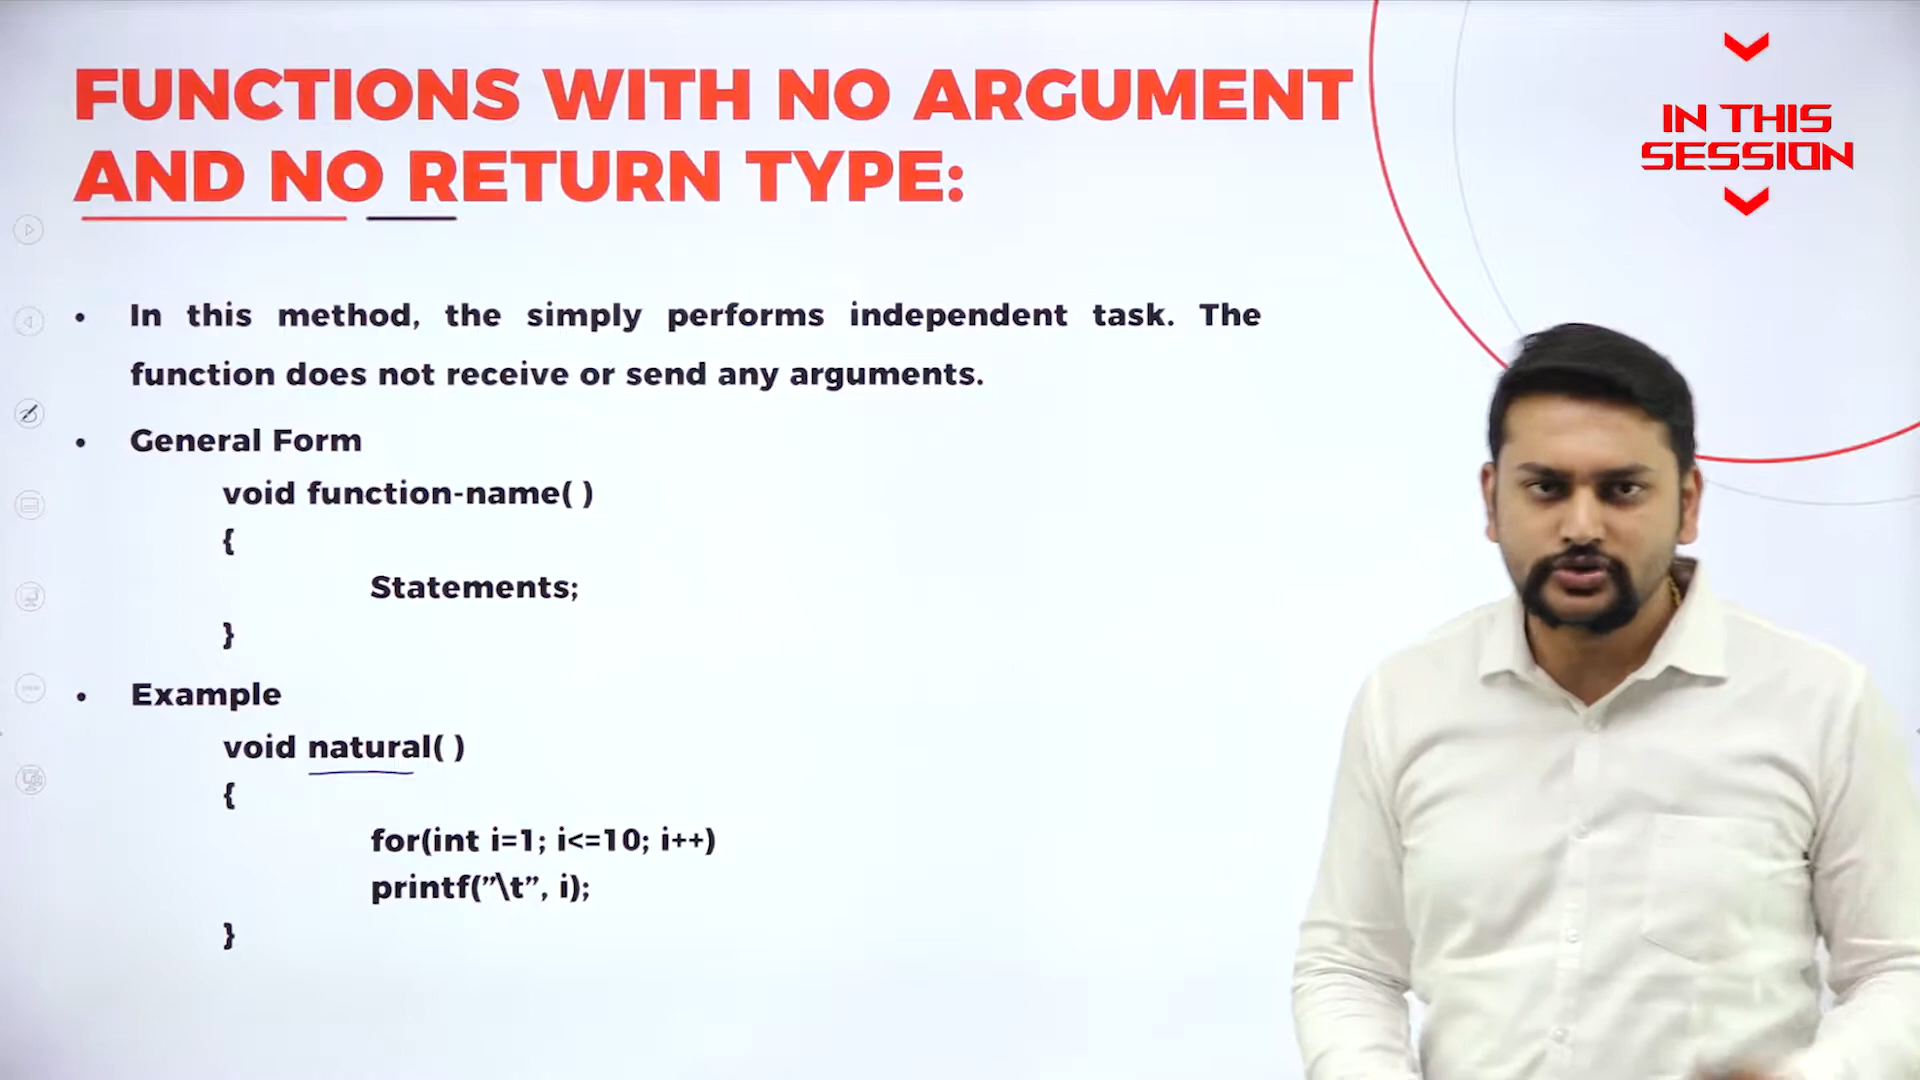 FUNCTIONS WITH NO ARGUMENT
AND NO RETURN TYPE:
IN THIS
SESSION
• In this method, the simply performs independent task. The
function does not receive or send any arguments.
• General Form
void function-name( )
{
Statements;
}
• Example
void natural( )
{
for(int i=1; i<=10; i++)
printf(”\t”, i);
}